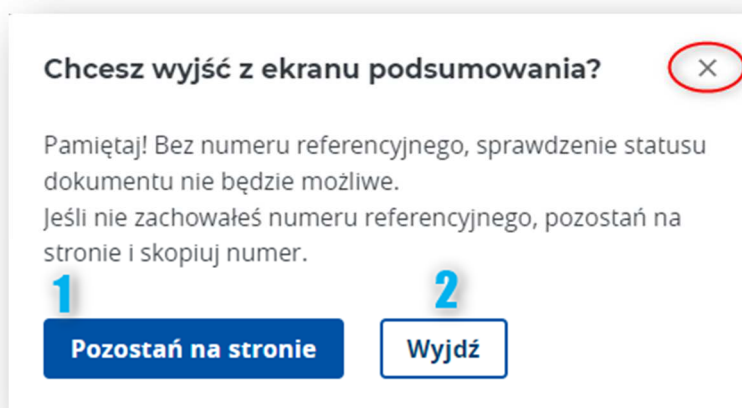 Chcesz wyjść z ekranu podsumowania?
Pamiętaj! Bez numeru referencyjnego, sprawdzenie statusu
dokumentu nie będzie możliwe.
Jeśli nie zachowałeś numeru referencyjnego, pozostań na
stronie i skopiuj numer.
1 2
Pozostań na stronie Wyjdź